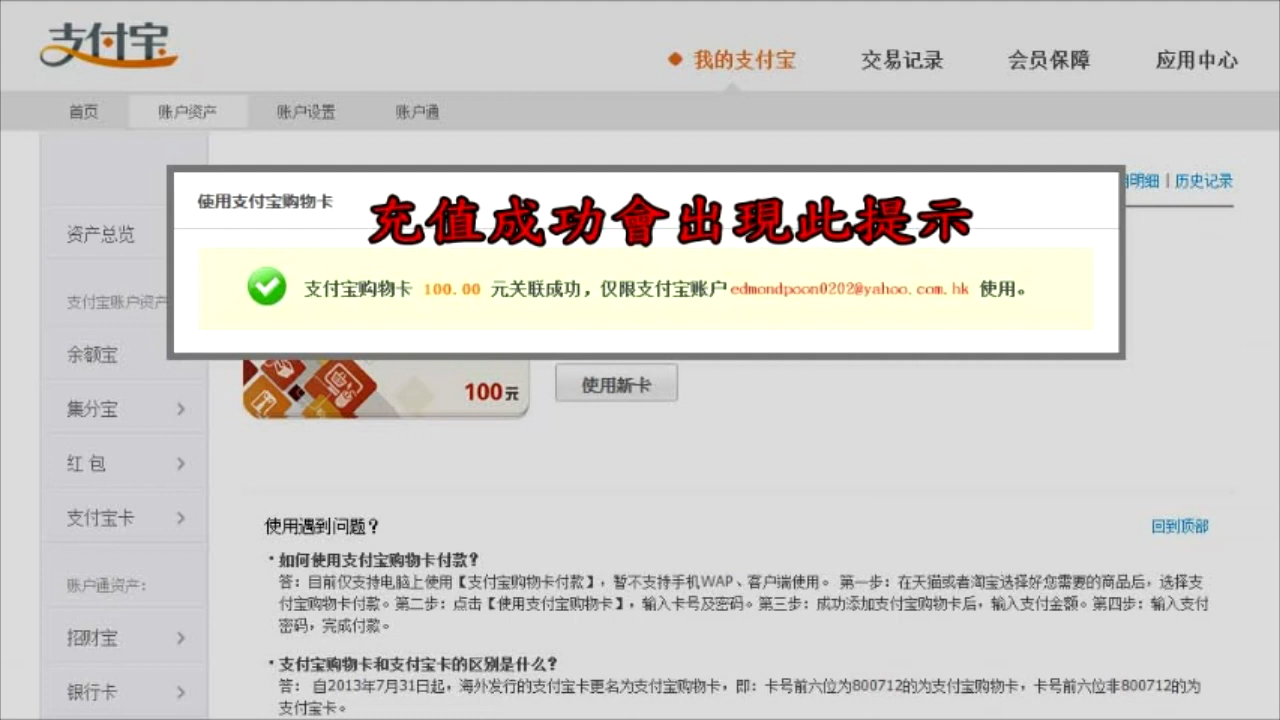 支付宝
我的支付宝 交易记录 会员保障 应用中心
首页 账户资产 账户设置 账户通
明细 | 历史记录
使用支付宝购物卡
充值成功會出現此提示
支付宝购物卡 100.00 元关联成功，仅限支付宝账户edmondpoon0202@yahoo.com.hk 使用。
资产总览
支付宝账户资产
余额宝
集分宝
红包
支付宝卡
账户通资产：
招财宝
银行卡
100元
使用新卡
使用遇到问题？
回到顶部
·如何使用支付宝购物卡付款？
答：目前仅支持电脑上使用【支付宝购物卡付款】，暂不支持手机WAP、客户端使用。 第一步：在天猫或者淘宝选择好您需要的商品后，选择支
付宝购物卡付款。第二步：点击【使用支付宝购物卡】，输入卡号及密码。第三步：成功添加支付宝购物卡后，输入支付金额。第四步：输入支付
密码，完成付款。
·支付宝购物卡和支付宝卡的区别是什么？
答： 自2013年7月31日起，海外发行的支付宝卡更名为支付宝购物卡，即：卡号前六位为800712的为支付宝购物卡，卡号前六位非800712的为
支付宝卡。